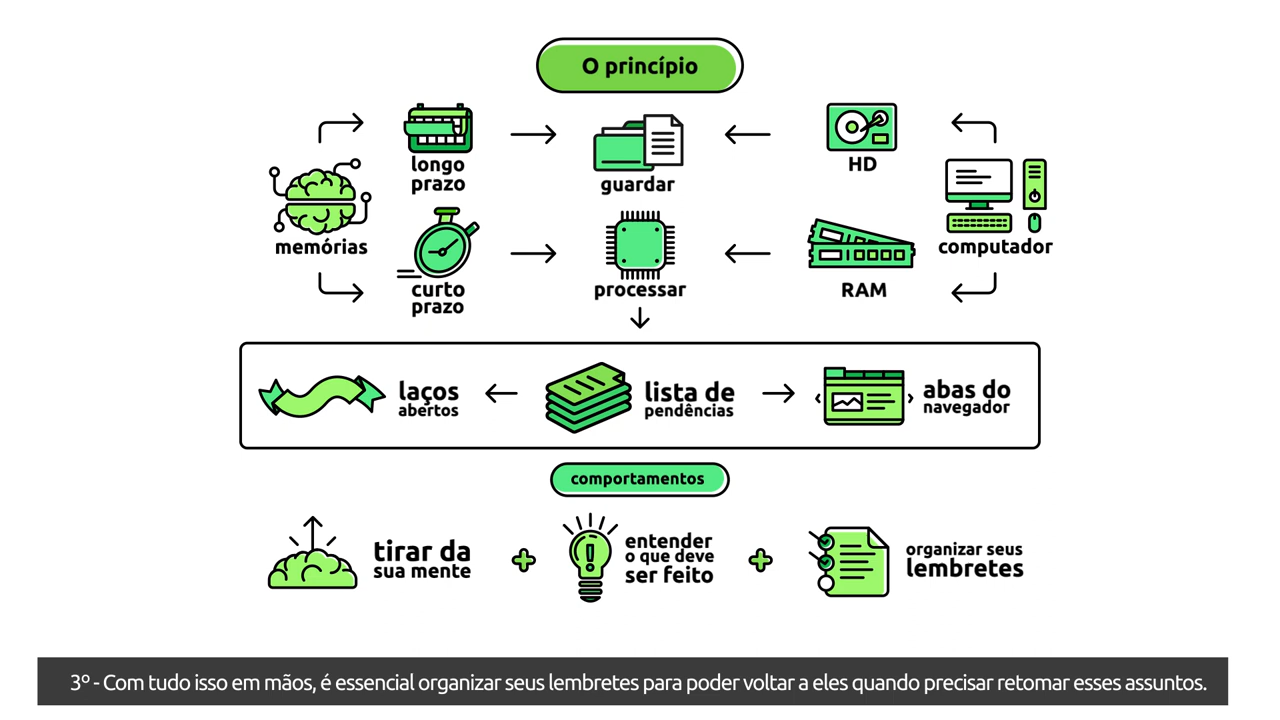 O princípio
longo
prazo
guardar
HD
memórias
computador
curto
prazo
processar
RAM
laços
abertos
lista de
pendências
abas do
navegador
comportamentos
tirar da
sua mente
entender
o que deve
ser feito
organizar seus
lembretes
3º - Com tudo isso em mãos, é essencial organizar seus lembretes para poder voltar a eles quando precisar retomar esses assuntos.